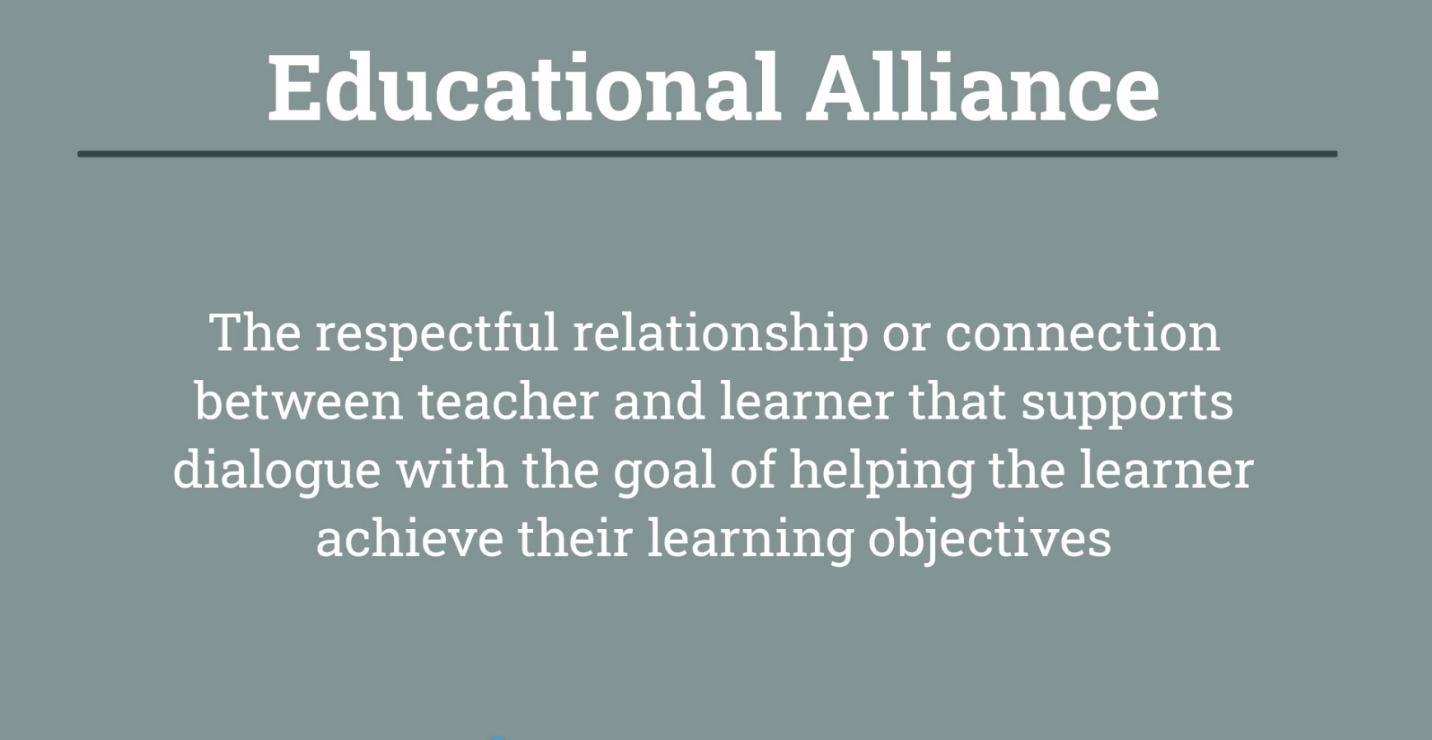 Educational Alliance
The respectful relationship or connection
between teacher and learner that supports
dialogue with the goal of helping the learner
achieve their learning objectives